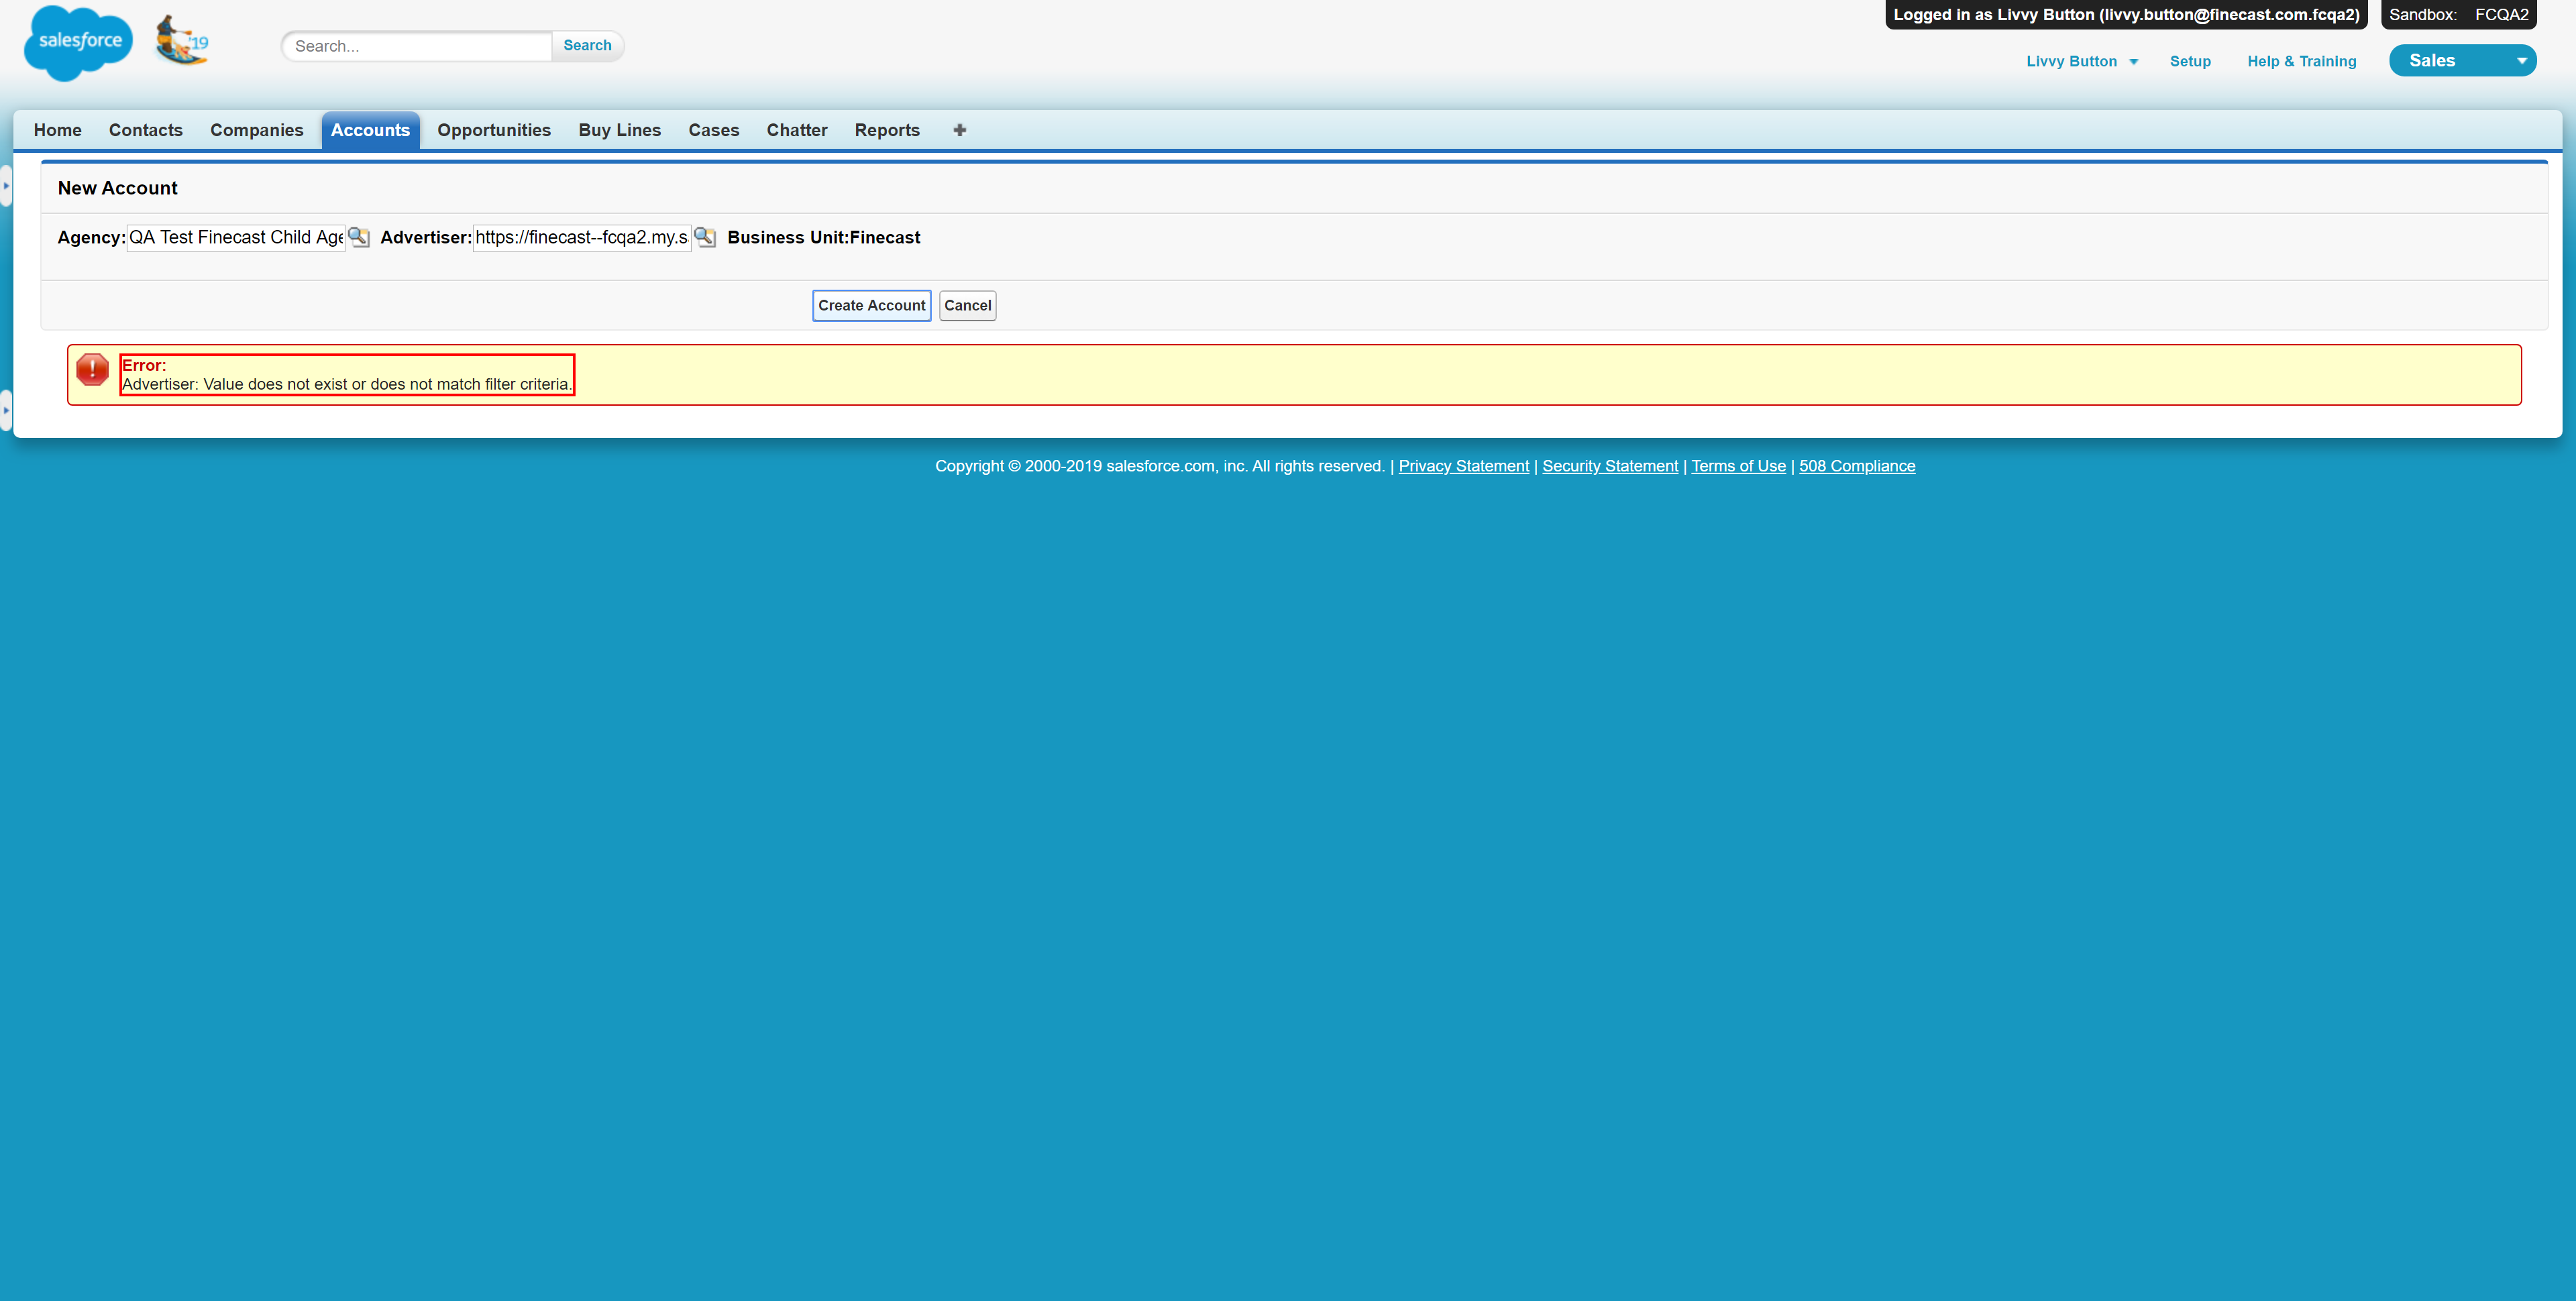 Logged in as Livvy Button (livvy.button@finecast.com.fcqa2) Sandbox: FCQA2
salesforce '19 Search... Search
Livvy Button Setup Help & Training Sales
Home Contacts Companies Accounts Opportunities Buy Lines Cases Chatter Reports
New Account
Agency: QA Test Finecast Child Age Advertiser: https://finecast--fcqa2.my.s Business Unit:Finecast
Create Account Cancel
Error:
Advertiser: Value does not exist or does not match filter criteria.
Copyright © 2000-2019 salesforce.com, inc. All rights reserved. | Privacy Statement | Security Statement | Terms of Use | 508 Compliance